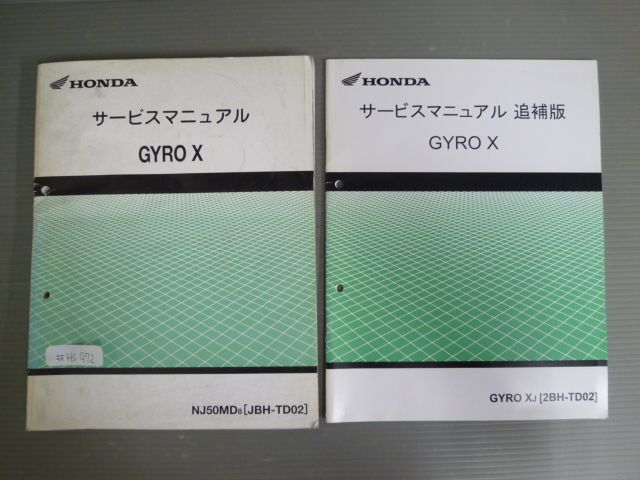 HONDA
サービスマニュアル
GYRO X
NJ50MD8 [JBH-TD02]
HONDA
サービスマニュアル 追補版
GYRO X
GYRO XJ [2BH-TD02]